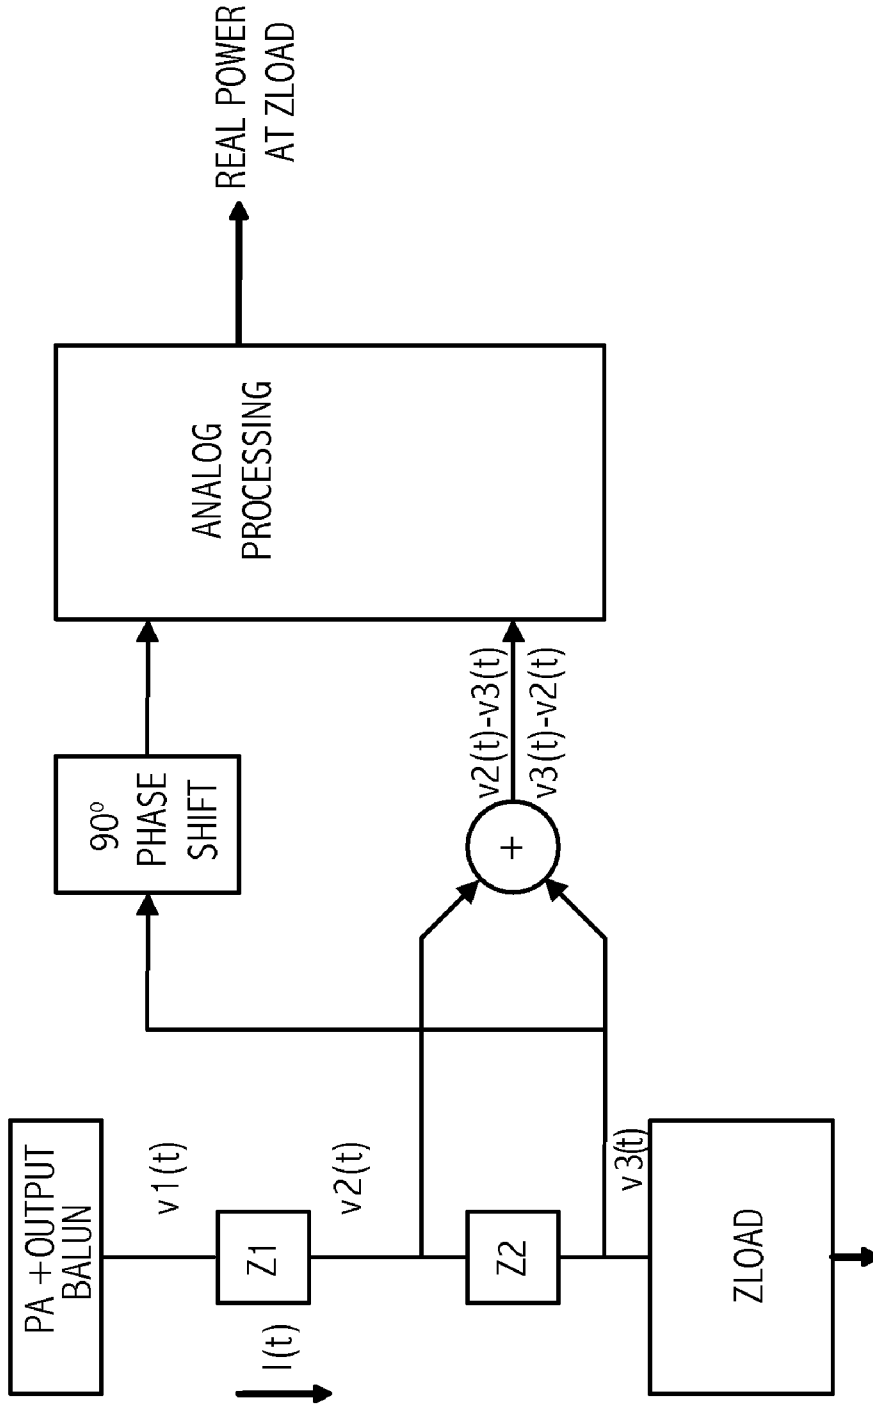 PA +OUTPUT
BALUN
v1(t)
I(t)
Z1
v2(t)
Z2
v3(t)
ZLOAD
90º
PHASE
SHIFT
+
v2(t)-v3(t)
v3(t)-v2(t)
ANALOG
PROCESSING
REAL POWER
AT ZLOAD